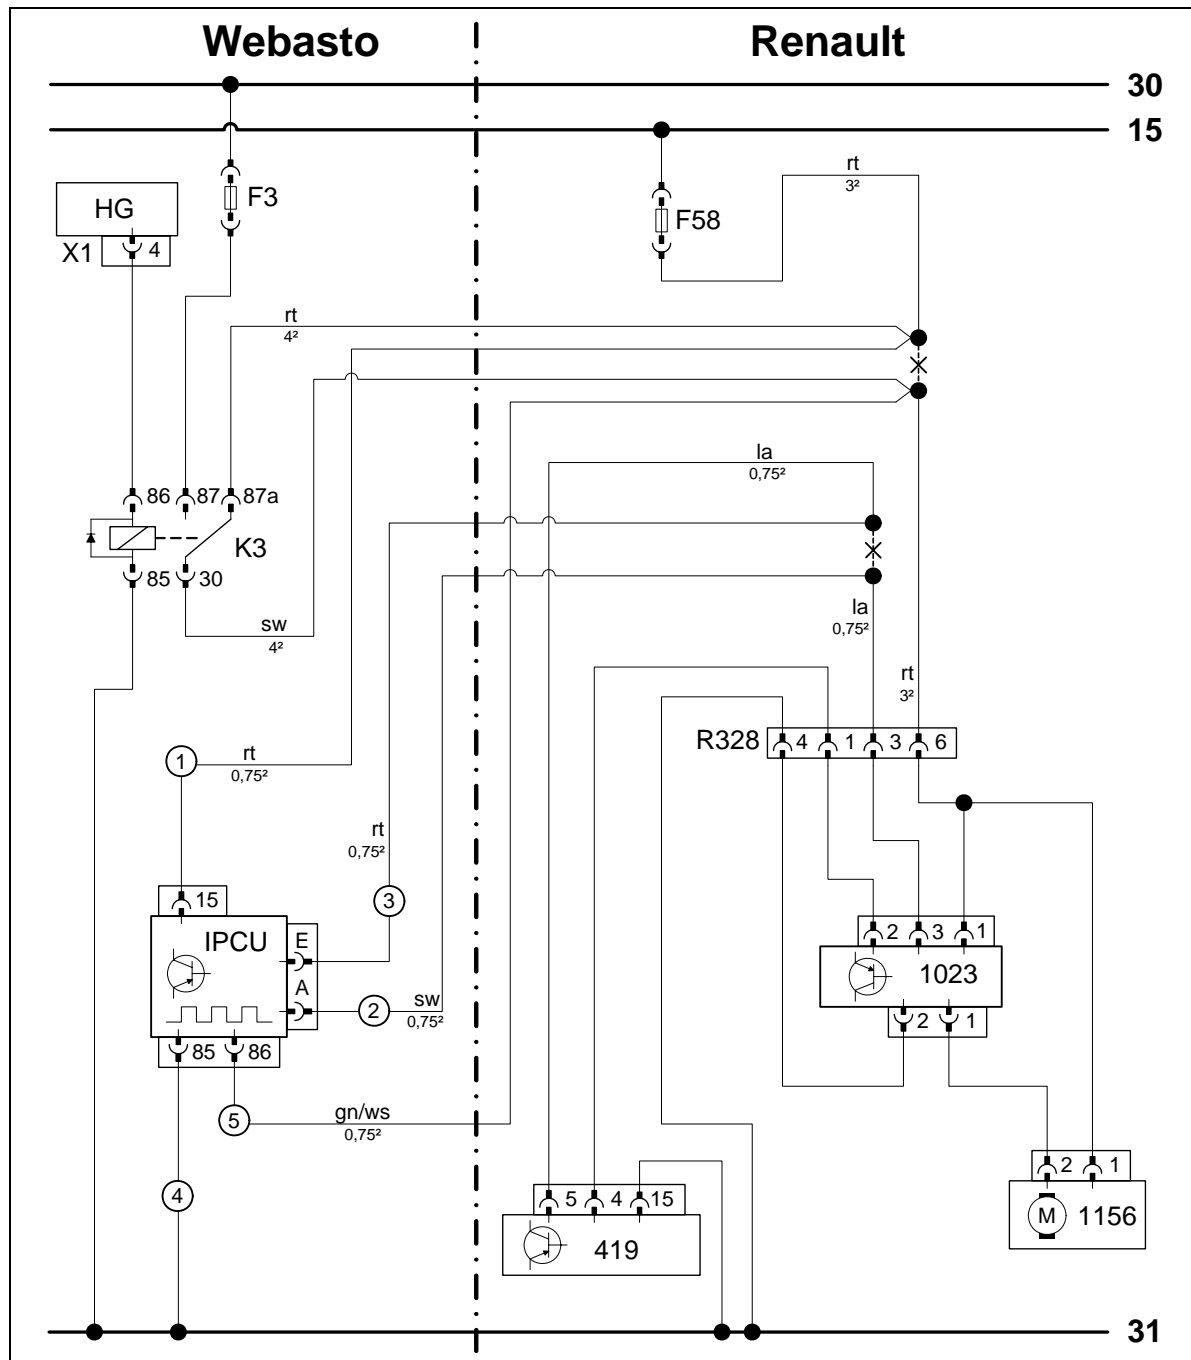 Webasto Renault
30
15
rt
3²
HG
F3
F58
X1 4
rt
4²
la
0,75²
86 87 87a
K3
85 30
la
0,75²
sw
4²
rt
3²
R328 4 1 3 6
1 rt
0,75²
rt
0,75²
3
15
IPCU E
2 3 1
1023
A
2 sw
0,75²
2 1
85 86
5 gn/ws
0,75²
2 1
4
5 4 15
M 1156
419
31